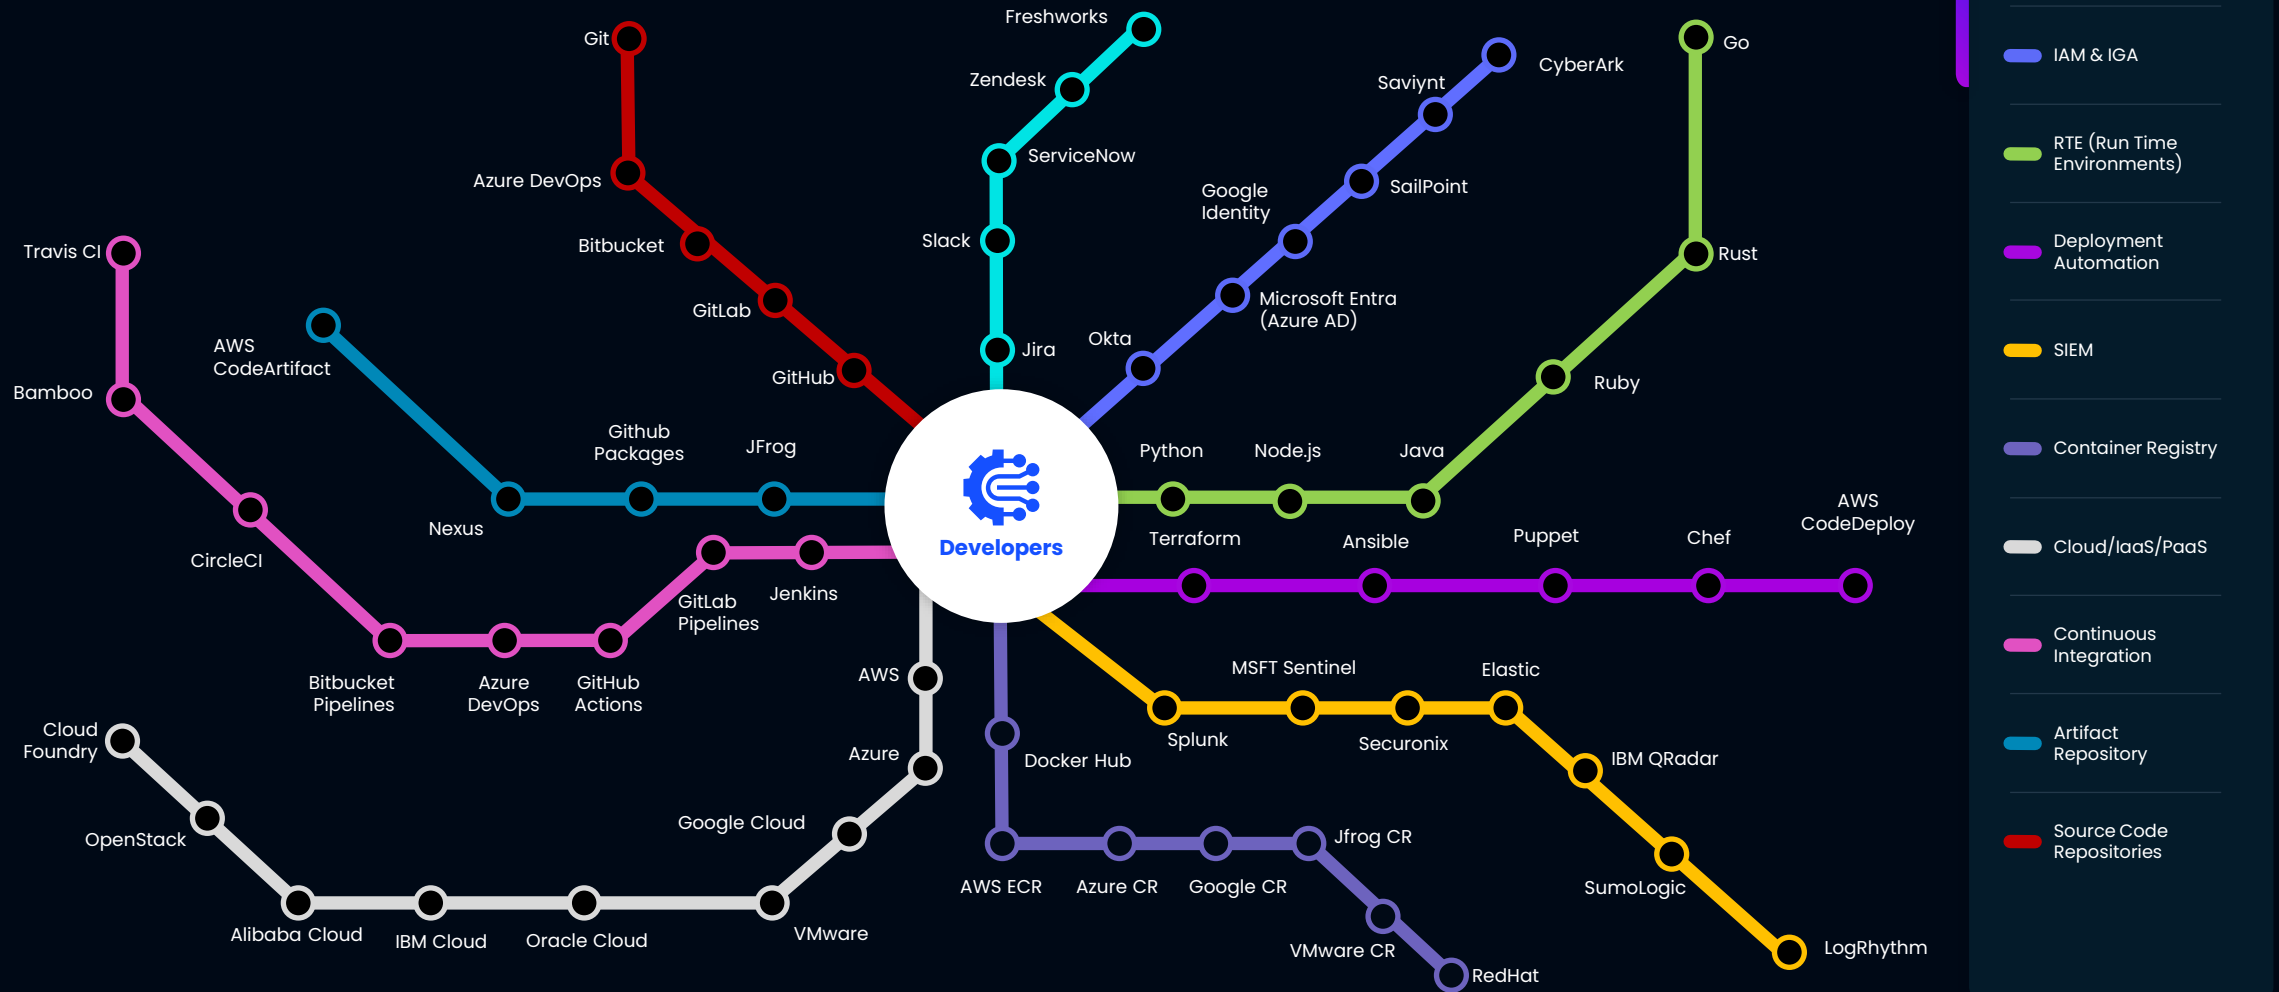 Freshworks
Git
Zendesk
Saviynt
CyberArk
Go
ServiceNow
Azure DevOps
SailPoint
Google
Identity
Bitbucket
Slack
Travis CI
Rust
GitLab
Microsoft Entra
(Azure AD)
AWS
CodeArtifact
Okta
Jira
GitHub
Ruby
Bamboo
Github
Packages
JFrog
Python
Node.js
Java
Nexus
Developers
Terraform
Ansible
Puppet
Chef
AWS
CodeDeploy
CircleCI
GitLab
Pipelines
Jenkins
Bitbucket
Pipelines
Azure
DevOps
GitHub
Actions
AWS
MSFT Sentinel
Elastic
Cloud
Foundry
Azure
Splunk
Securonix
Docker Hub
IBM QRadar
OpenStack
Google Cloud
Jfrog CR
AWS ECR
Azure CR
Google CR
SumoLogic
Alibaba Cloud
IBM Cloud
Oracle Cloud
VMware
VMware CR
RedHat
LogRhythm
IAM & IGA
RTE (Run Time
Environments)
Deployment
Automation
SIEM
Container Registry
Cloud/IaaS/PaaS
Continuous
Integration
Artifact
Repository
Source Code
Repositories